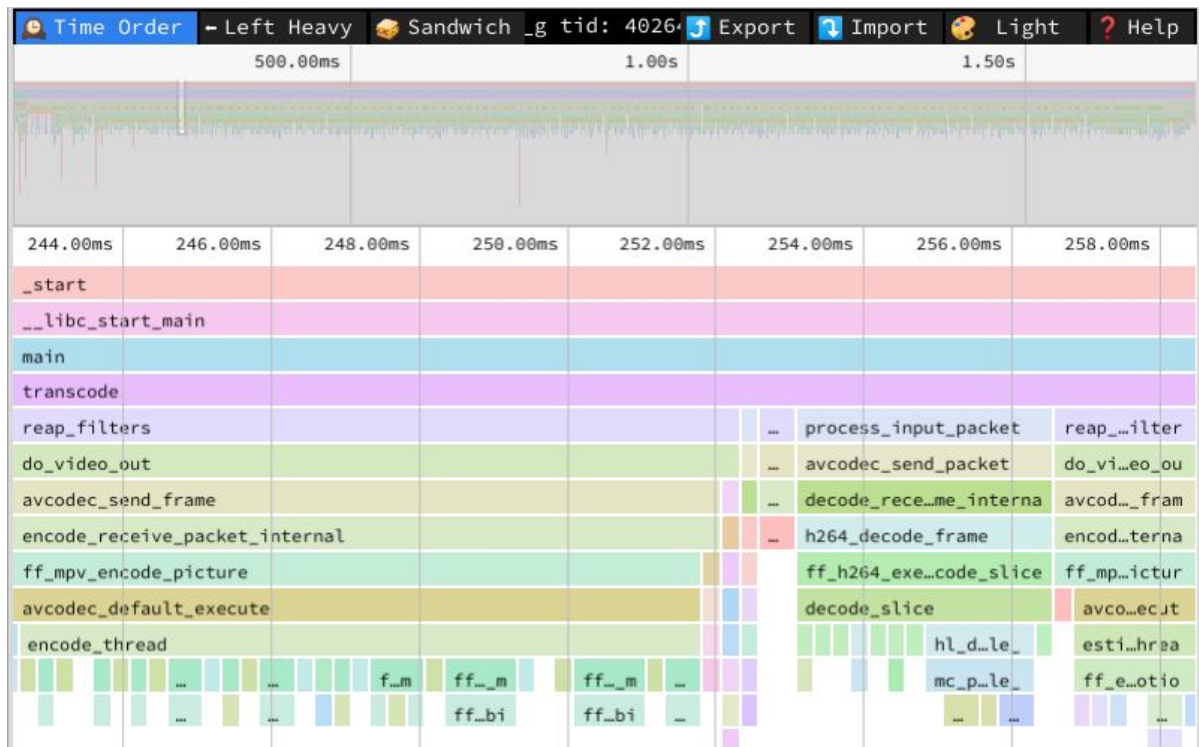 Time Order Left Heavy Sandwich _g tid: 4026 Export Import Light Help
500.00ms 1.00s 1.50s
244.00ms 246.00ms 248.00ms 250.00ms 252.00ms 254.00ms 256.00ms 258.00ms
_start
__libc_start_main
main
transcode
reap_filters … process_input_packet reap_…ilter
do_video_out … avcodec_send_packet do_vi…eo_ou
avcodec_send_frame … decode_rece…me_interna avcod…_fram
encode_receive_packet_internal … h264_decode_frame encod…terna
ff_mpv_encode_picture ff_h264_exe…code_slice ff_mp…ictur
avcodec_default_execute decode_slice avco…ecut
encode_thread hl_d…le_ esti…hrea
… … f…m ff…_m ff…_m … mc_p…le_ ff_e…otio
… … ff…bi ff…bi … … … …